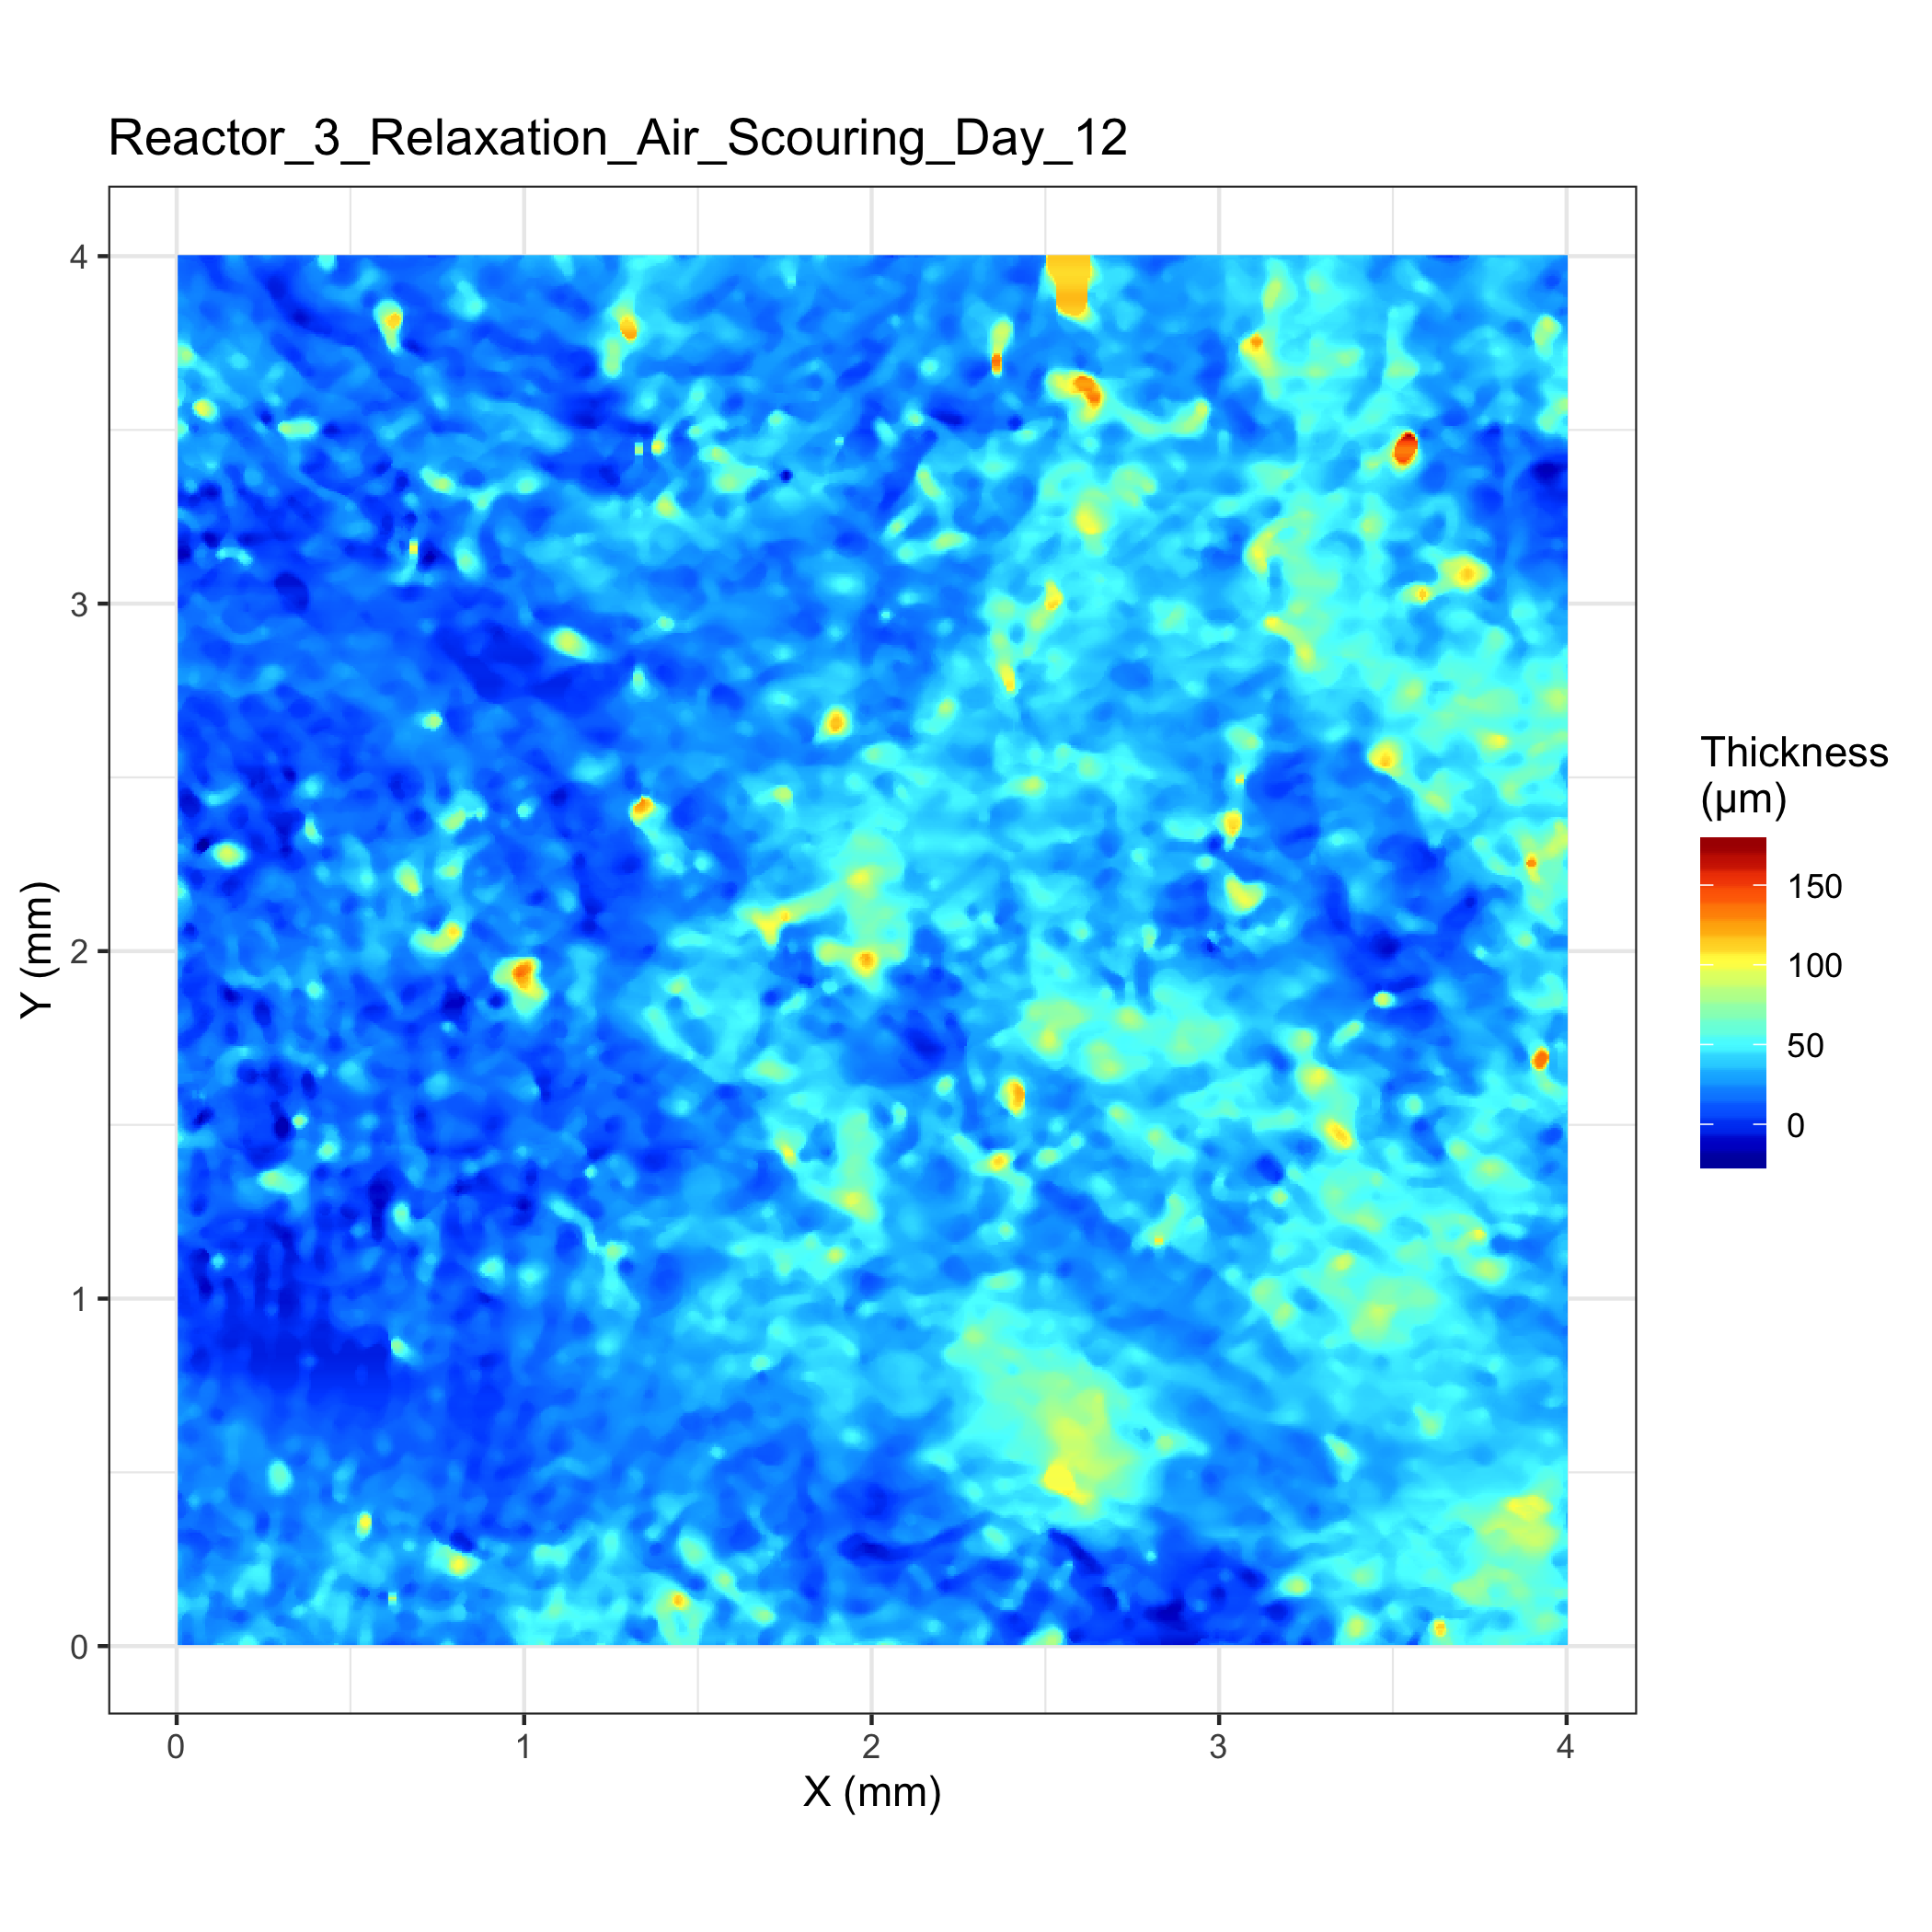 Reactor_3_Relaxation_Air_Scouring_Day_12
4
3
2
1
0
Y (mm)
0 1 2 3 4
X (mm)
Thickness
(µm)
150
100
50
0